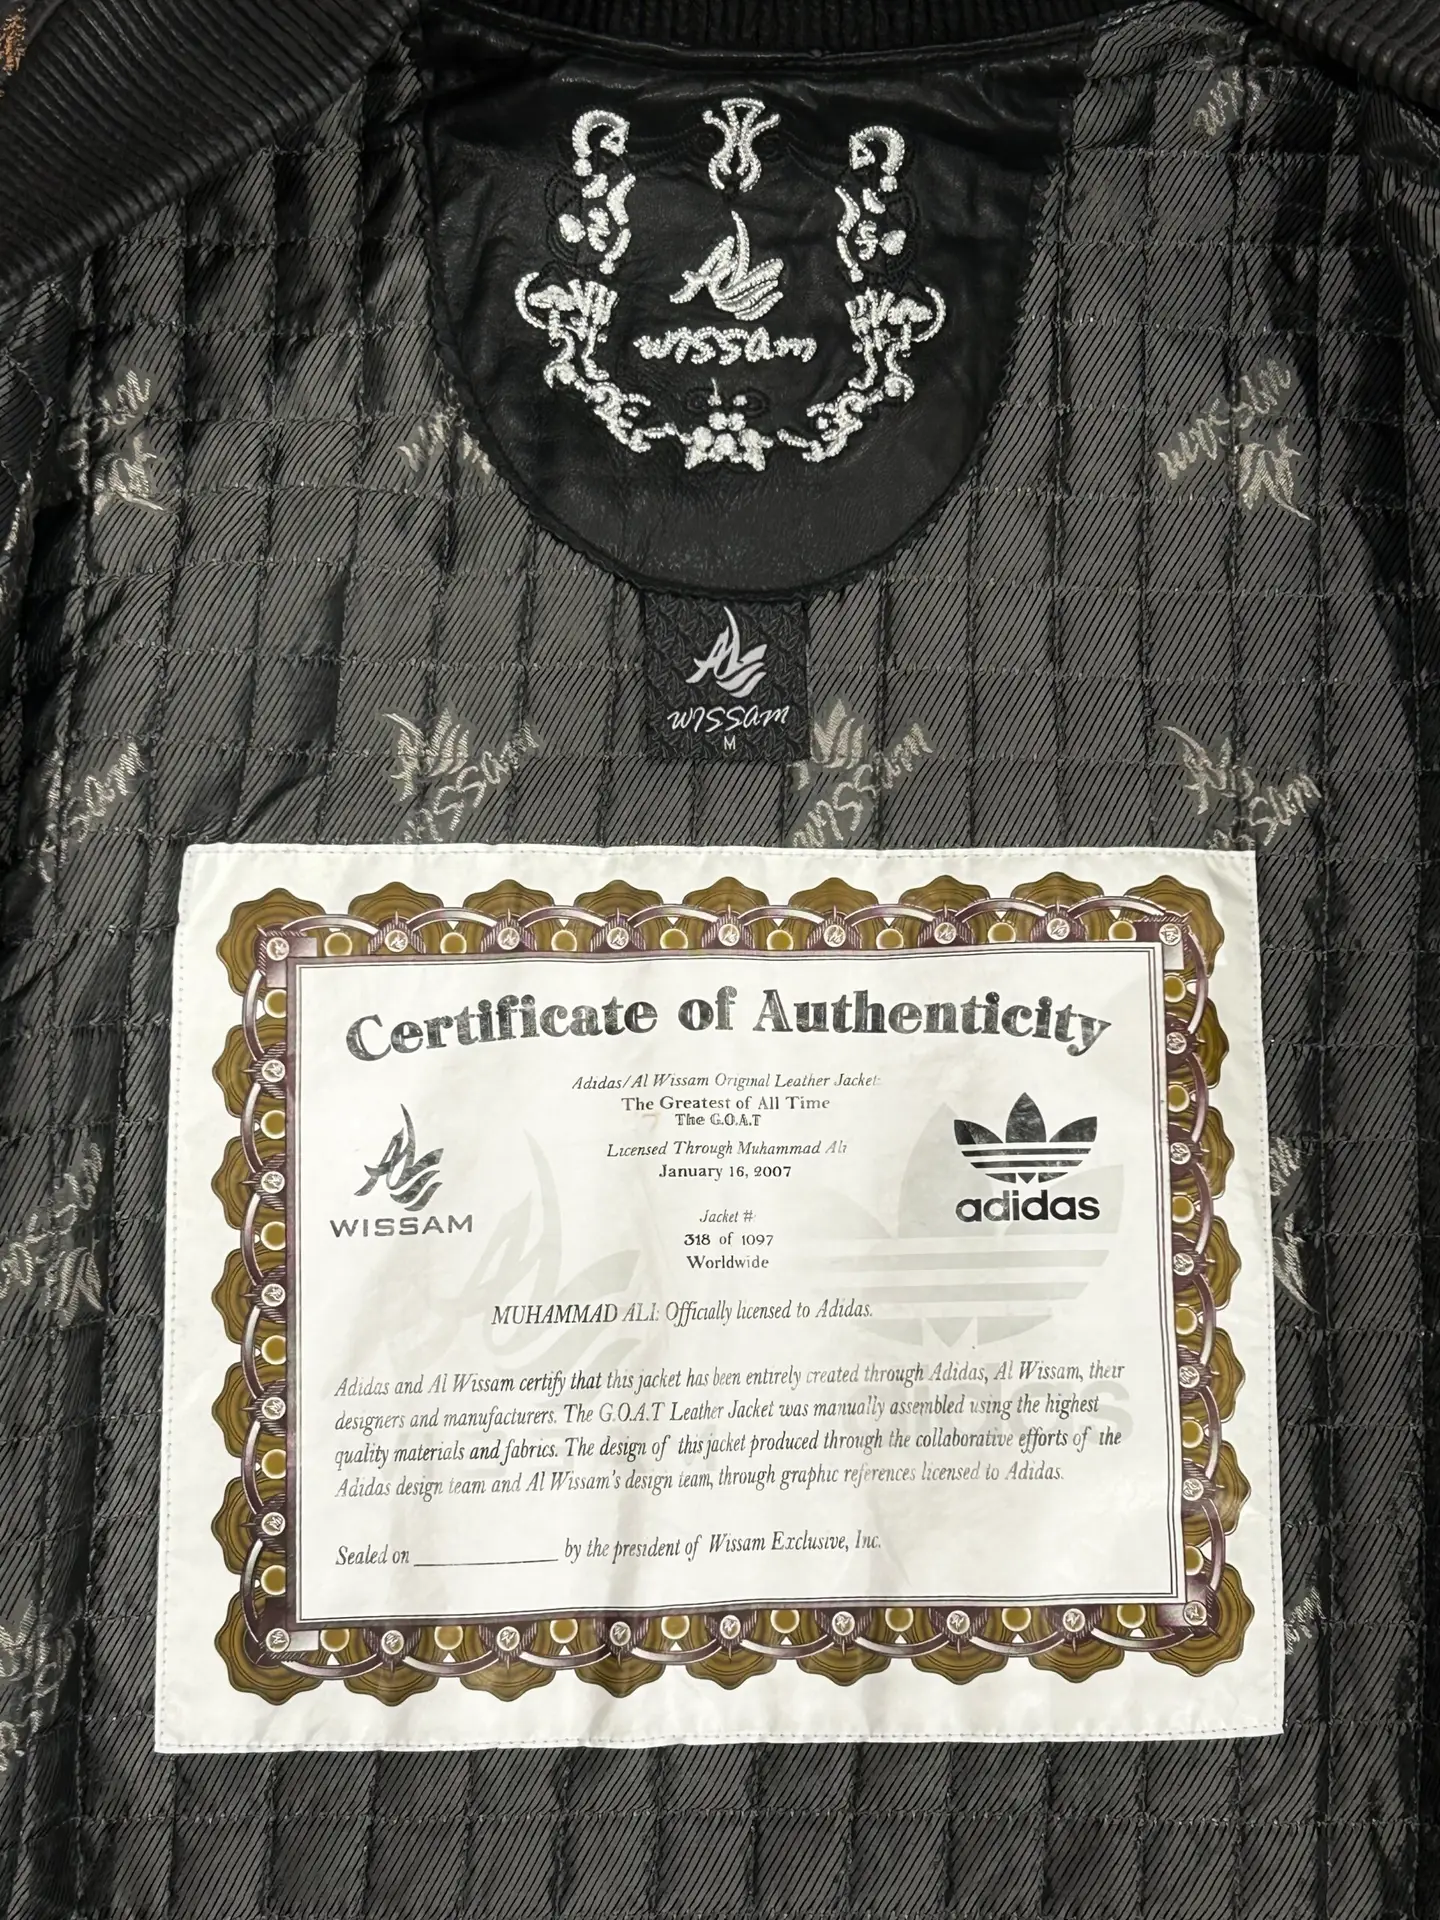 wissam
wissam
M
Certificate of Authenticity
Adidas/Al Wissam Original Leather Jacket:
The Greatest of All Time
The G.O.A.T
Licensed Through Muhammad Ali
January 16, 2007
WISSAM
adidas
Jacket #:
318 of 1097
Worldwide
MUHAMMAD ALI: Officially licensed to Adidas.
Adidas and Al Wissam certify that this jacket has been entirely created through Adidas, Al Wissam, their
designers and manufacturers. The G.O.A.T Leather Jacket was manually assembled using the highest
quality materials and fabrics. The design of this jacket produced through the collaborative efforts of the
Adidas design team and Al Wissam's design team, through graphic references licensed to Adidas.
Sealed on ____________ by the president of Wissam Exclusive, Inc.